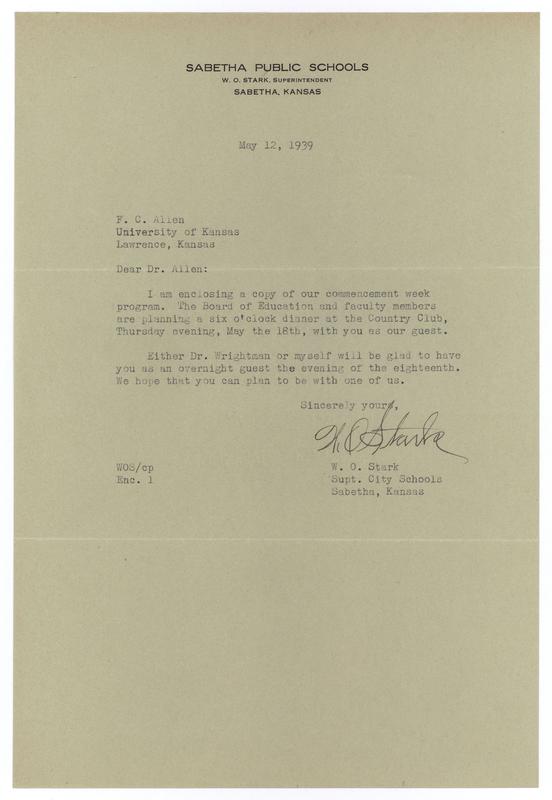 SABETHA PUBLIC SCHOOLS
W. O. STARK, SUPERINTENDENT
SABETHA, KANSAS
May 12, 1939
F. C. Allen
University of Kansas
Lawrence, Kansas
Dear Dr. Allen:
I am enclosing a copy of our commencement week
program. The Board of Education and faculty members
are planning a six o'clock dinner at the Country Club,
Thursday evening, May the 18th, with you as our guest.
Either Dr. Wrightman or myself will be glad to have
you as an overnight guest the evening of the eighteenth.
We hope that you can plan to be with one of us.
Sincerely yours,
W. O. Stark
WOS/cp
Enc. 1
W. O. Stark
Supt. City Schools
Sabetha, Kansas